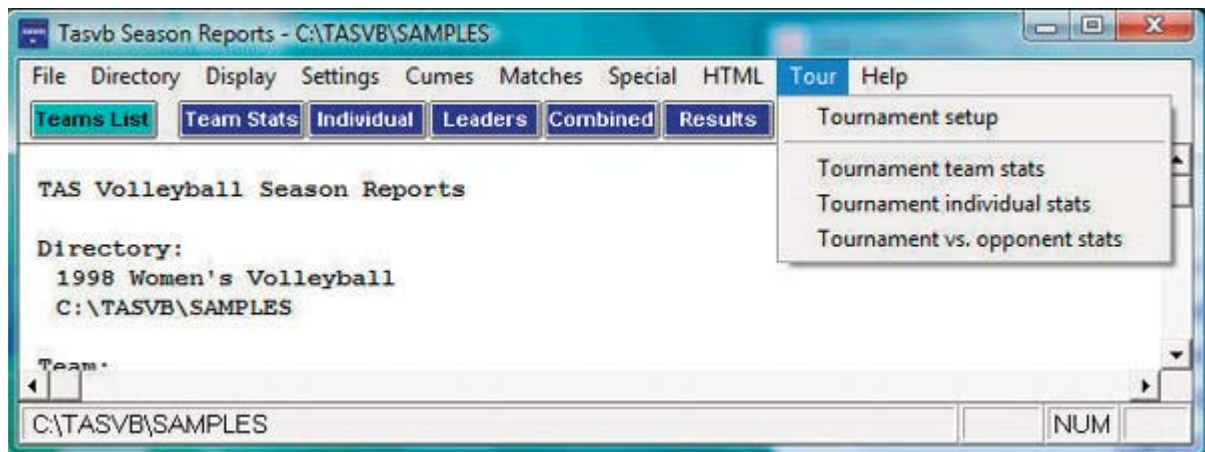 Tasvb Season Reports - C:\TASVB\SAMPLES
File Directory Display Settings Cumes Matches Special HTML Tour Help
Teams List Team Stats Individual Leaders Combined Results
Tournament setup
Tournament team stats
Tournament individual stats
Tournament vs. opponent stats
TAS Volleyball Season Reports
Directory:
1998 Women's Volleyball
C:\TASVB\SAMPLES
Team:
C:\TASVB\SAMPLES NUM